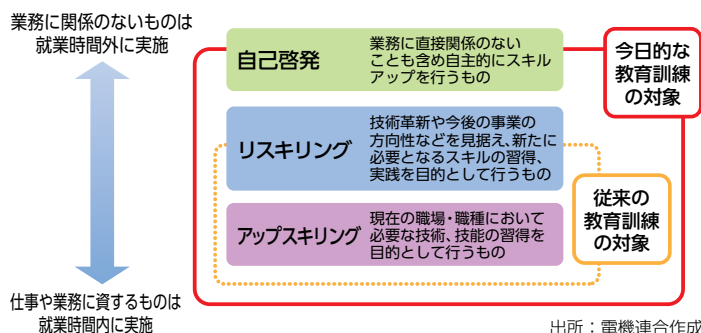 業務に関係のないものは
就業時間外に実施
自己啓発
業務に直接関係のない
ことも含め自主的にスキル
アップを行うもの
今日的な
教育訓練
の対象
リスキリング
技術革新や今後の事業の
方向性などを見据え、新たに
必要となるスキルの習得、
実践を目的として行うもの
従来の
教育訓練
の対象
アップスキリング
現在の職場・職種において
必要な技術、技能の習得を
目的として行うもの
仕事や業務に資するものは
就業時間内に実施
出所：電機連合作成